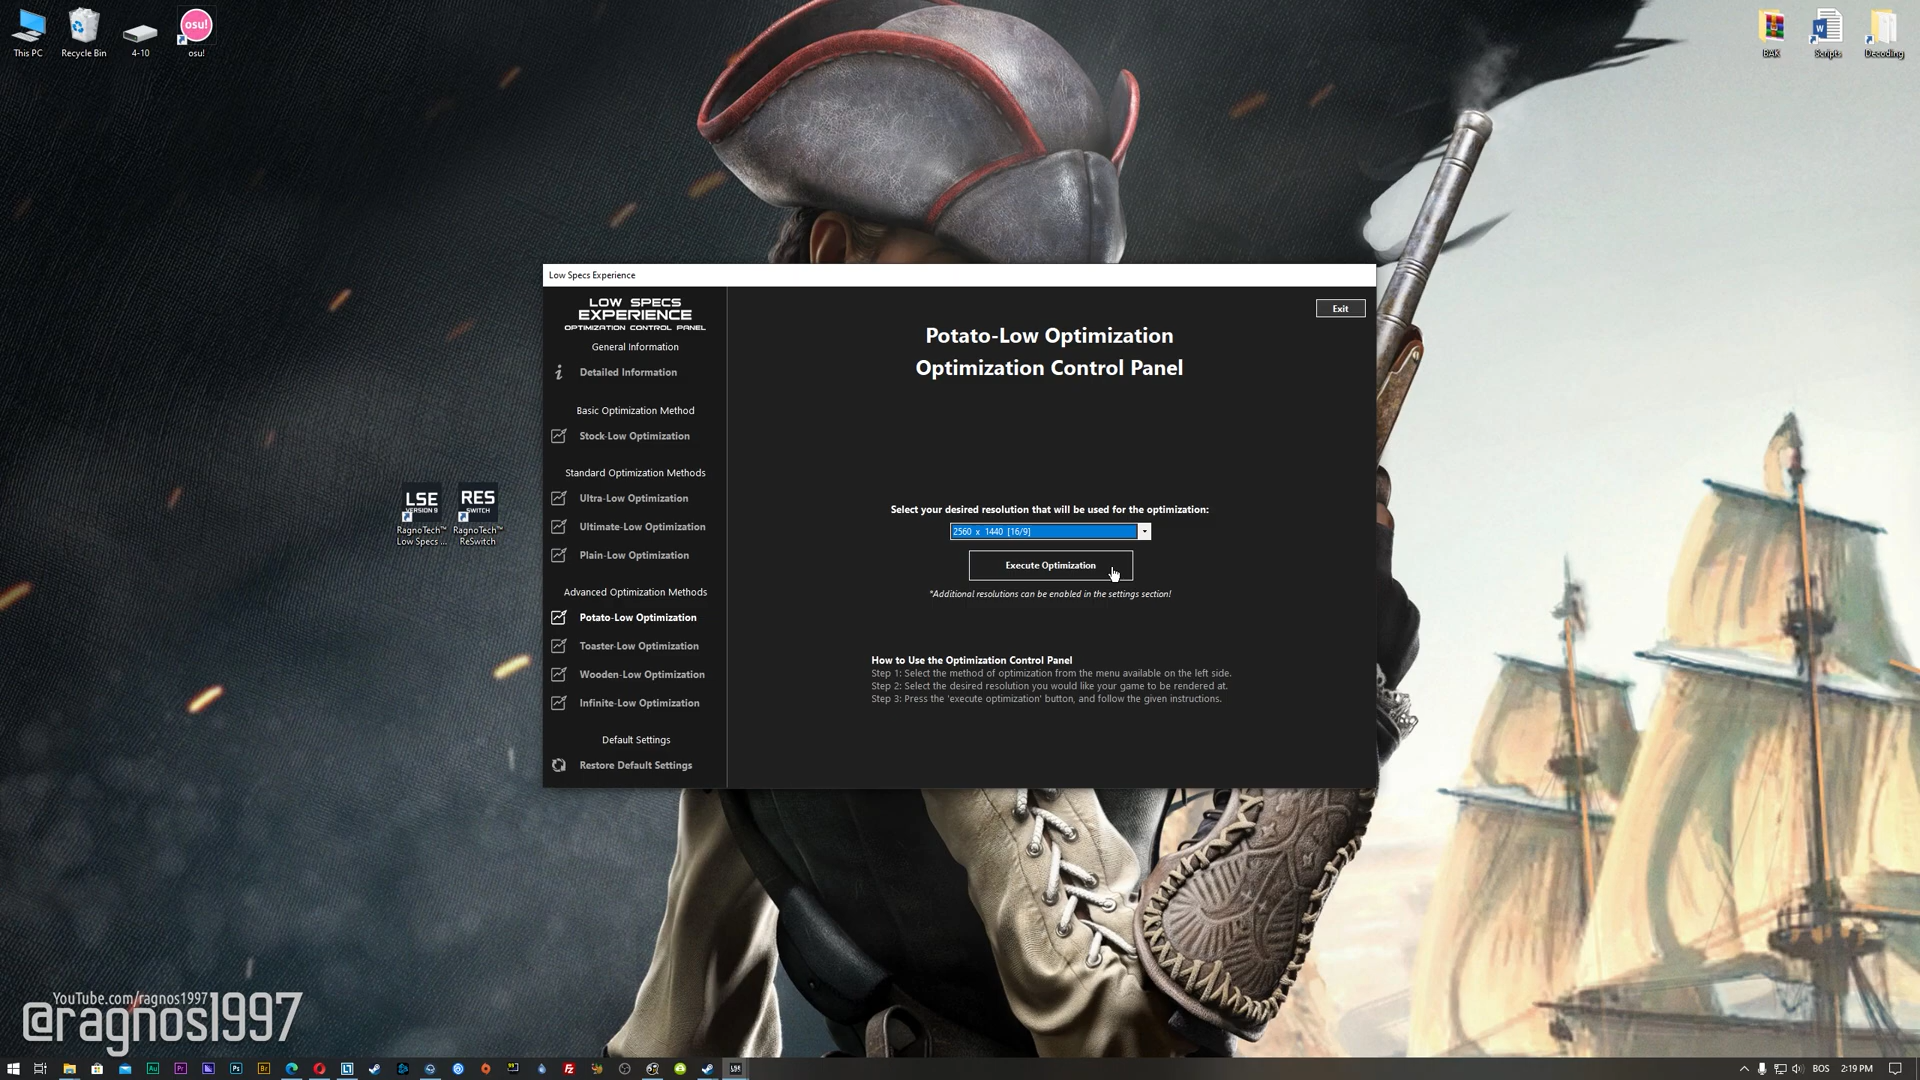 This PC
Recycle Bin
4-10
osu!
osu!
BAK
Scripts
Decoding
LSE
VERSION 9
RagnoTech™
Low Specs ...
RES
SWITCH
RagnoTech™
ReSwitch
Low Specs Experience
LOW SPECS
EXPERIENCE
OPTIMIZATION CONTROL PANEL
General Information
Detailed Information
Basic Optimization Method
Stock-Low Optimization
Standard Optimization Methods
Ultra-Low Optimization
Ultimate-Low Optimization
Plain-Low Optimization
Advanced Optimization Methods
Potato-Low Optimization
Toaster-Low Optimization
Wooden-Low Optimization
Infinite-Low Optimization
Default Settings
Restore Default Settings
Exit
Potato-Low Optimization
Optimization Control Panel
Select your desired resolution that will be used for the optimization:
2560 x 1440 [16/9]
Execute Optimization
*Additional resolutions can be enabled in the settings section!
How to Use the Optimization Control Panel
Step 1: Select the method of optimization from the menu available on the left side.
Step 2: Select the desired resolution you would like your game to be rendered at.
Step 3: Press the 'execute optimization' button, and follow the given instructions.
YouTube.com/ragnos1997
@ragnos1997
Au
Pr
Ps
Br
Fz
LSE
BOS
2:19 PM